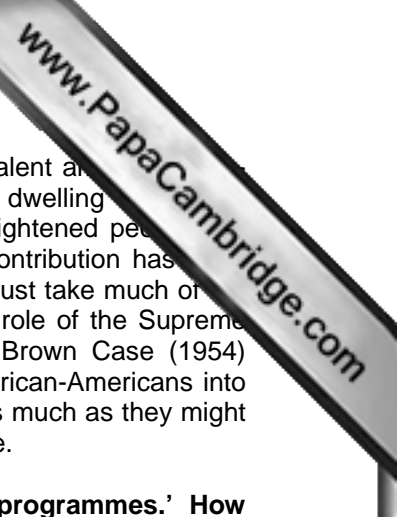 www.PapaCambridge.com
alent
dwelling
ightened
ontribution has
ust take much of
role of the Supreme
Brown Case (1954)
rican-Americans into
s much as they might
e.
programmes.' How